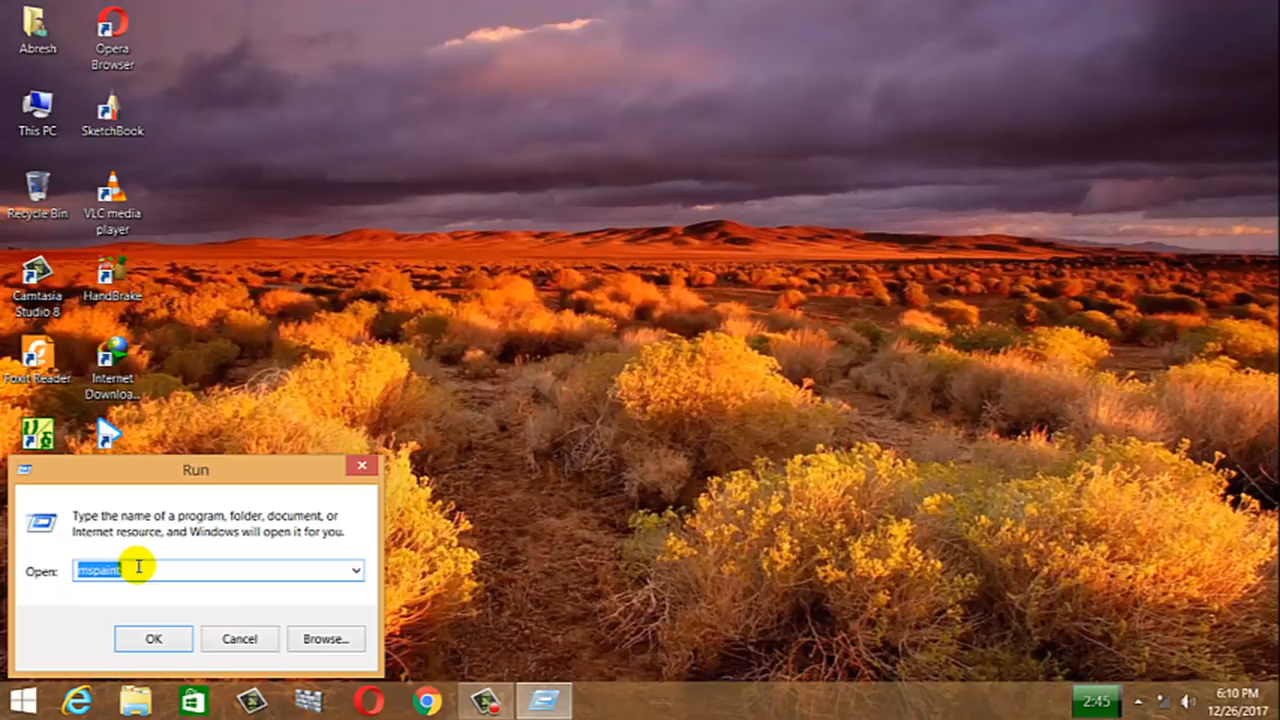 Abresh
Opera
Browser
This PC
SketchBook
Recycle Bin
VLC media
player
Camtasia
Studio 8
HandBrake
Foxit Reader
Internet
Downloa...
Run
Type the name of a program, folder, document, or
Internet resource, and Windows will open it for you.
Open:
mspaint
OK
Cancel
Browse...
2:45
6:10 PM
12/26/2017